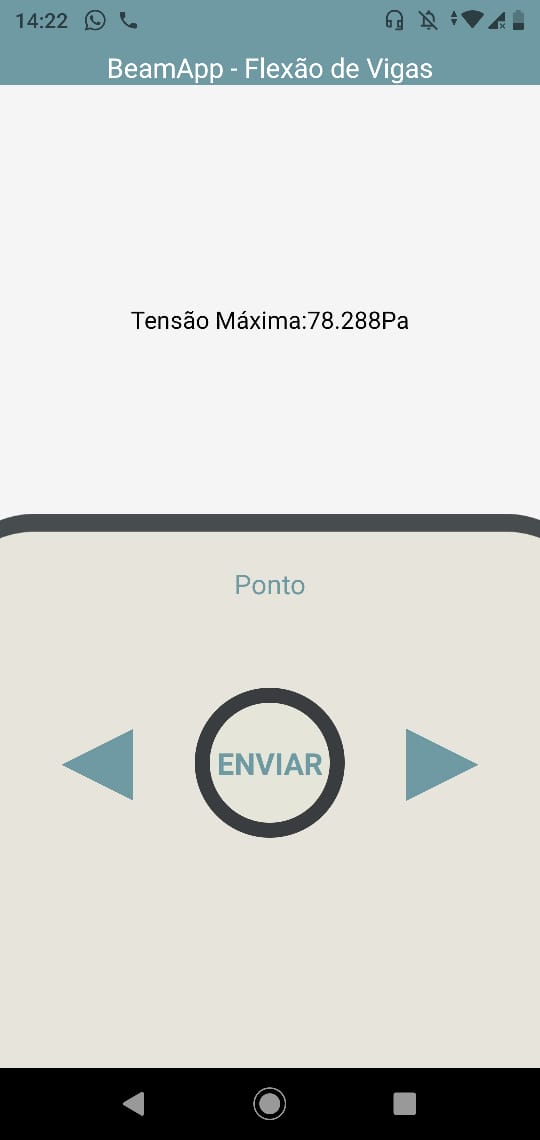 14:22
BeamApp - Flexão de Vigas
Tensão Máxima:78.288Pa
Ponto
ENVIAR